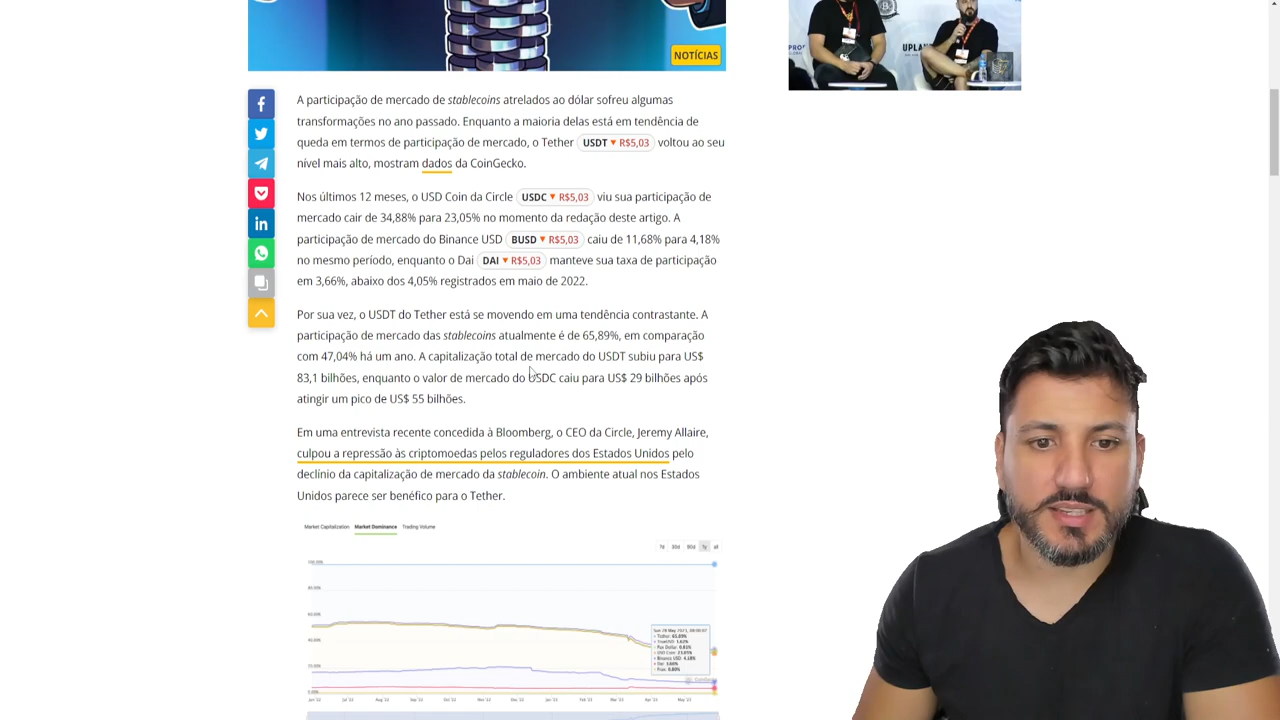 NOTÍCIAS
UPLAN
A participação de mercado de stablecoins atrelados ao dólar sofreu algumas
transformações no ano passado. Enquanto a maioria delas está em tendência de
queda em termos de participação de mercado, o Tether USDT ▼ R$5,03 voltou ao seu
nível mais alto, mostram dados da CoinGecko.
Nos últimos 12 meses, o USD Coin da Circle USDC ▼ R$5,03 viu sua participação de
mercado cair de 34,88% para 23,05% no momento da redação deste artigo. A
participação de mercado do Binance USD BUSD ▼ R$5,03 caiu de 11,68% para 4,18%
no mesmo período, enquanto o Dai DAI ▼ R$5,03 manteve sua taxa de participação
em 3,66%, abaixo dos 4,05% registrados em maio de 2022.
Por sua vez, o USDT do Tether está se movendo em uma tendência contrastante. A
participação de mercado das stablecoins atualmente é de 65,89%, em comparação
com 47,04% há um ano. A capitalização total de mercado do USDT subiu para US$
83,1 bilhões, enquanto o valor de mercado do USDC caiu para US$ 29 bilhões após
atingir um pico de US$ 55 bilhões.
Em uma entrevista recente concedida à Bloomberg, o CEO da Circle, Jeremy Allaire,
culpou a repressão às criptomoedas pelos reguladores dos Estados Unidos pelo
declínio da capitalização de mercado da stablecoin. O ambiente atual nos Estados
Unidos parece ser benéfico para o Tether.
Market Capitalization Market Dominance Trading Volume
7d 30d 90d 1y all